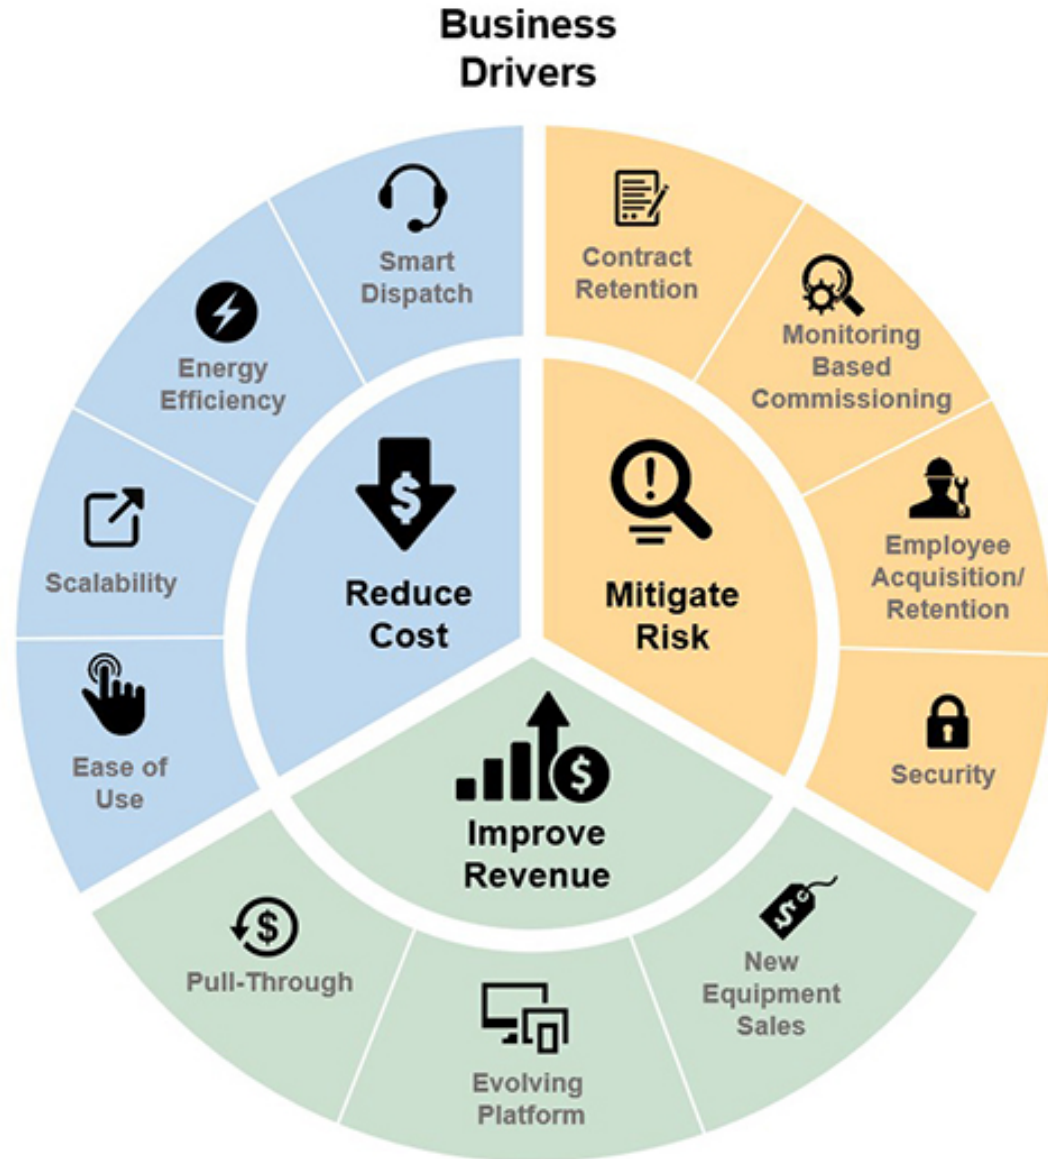 Business
Drivers
Smart
Dispatch
Contract
Retention
Energy
Efficiency
Monitoring
Based
Commissioning
Scalability
Employee
Acquisition/
Retention
$
Reduce
Cost
!
Mitigate
Risk
Ease of
Use
Security
$
Improve
Revenue
$
Pull-Through
$
New
Equipment
Sales
Evolving
Platform